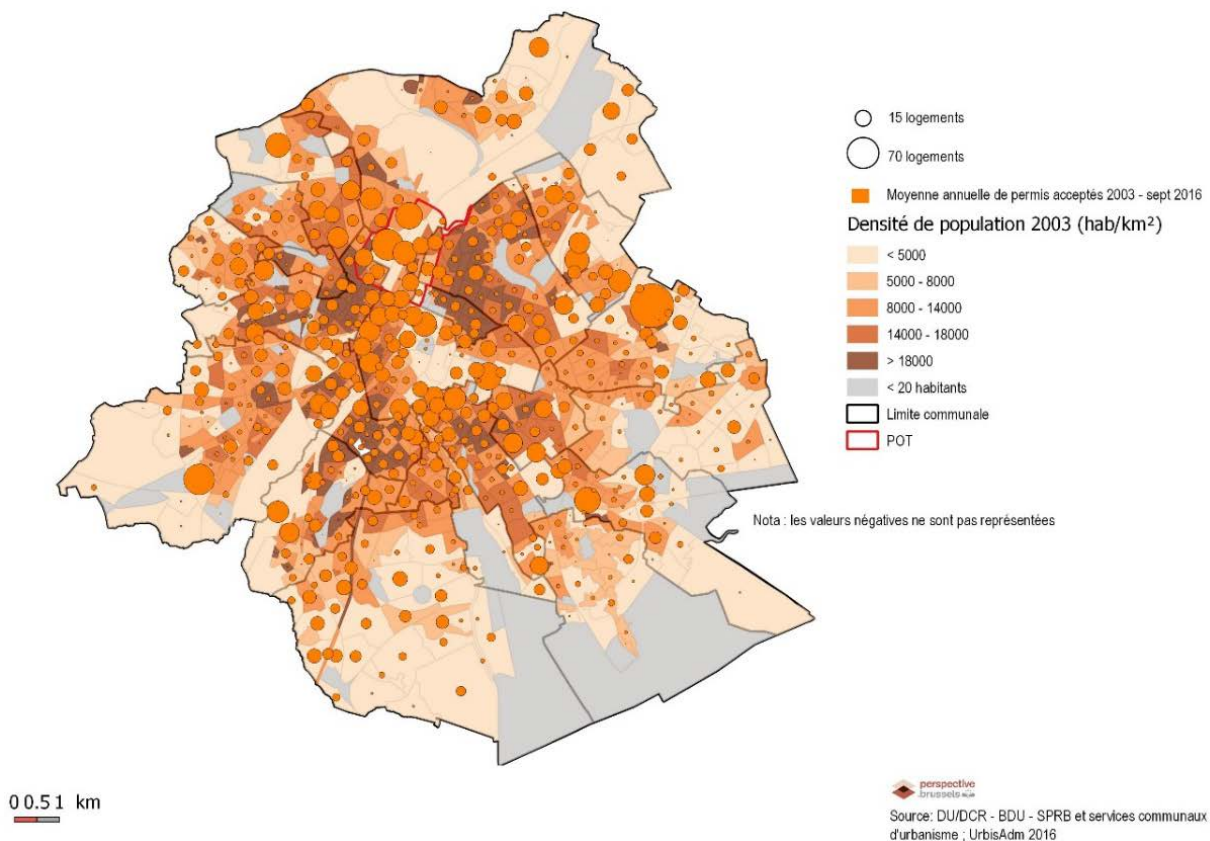 15 logements
70 logements
Moyenne annuelle de permis acceptés 2003 - sept 2016
Densité de population 2003 (hab/km²)
< 5000
5000 - 8000
8000 - 14000
14000 - 18000
> 18000
< 20 habitants
Limite communale
POT
Nota : les valeurs négatives ne sont pas représentées
0 0.5 1 km
perspective
.brussels
Source: DU/DCR - BDU - SPRB et services communaux
d'urbanisme ; UrbisAdm 2016